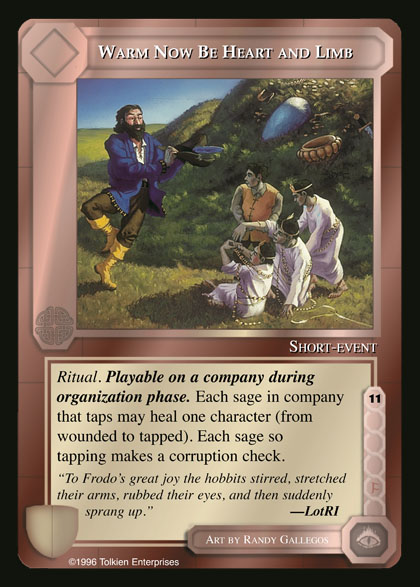 Warm Now Be Heart and Limb
Short-event
Ritual. Playable on a company during
organization phase. Each sage in company
that taps may heal one character (from
wounded to tapped). Each sage so
tapping makes a corruption check.
"To Frodo's great joy the hobbits stirred, stretched
their arms, rubbed their eyes, and then suddenly
sprang up." —LotRI
11
R
Art by Randy Gallegos
©1996 Tolkien Enterprises